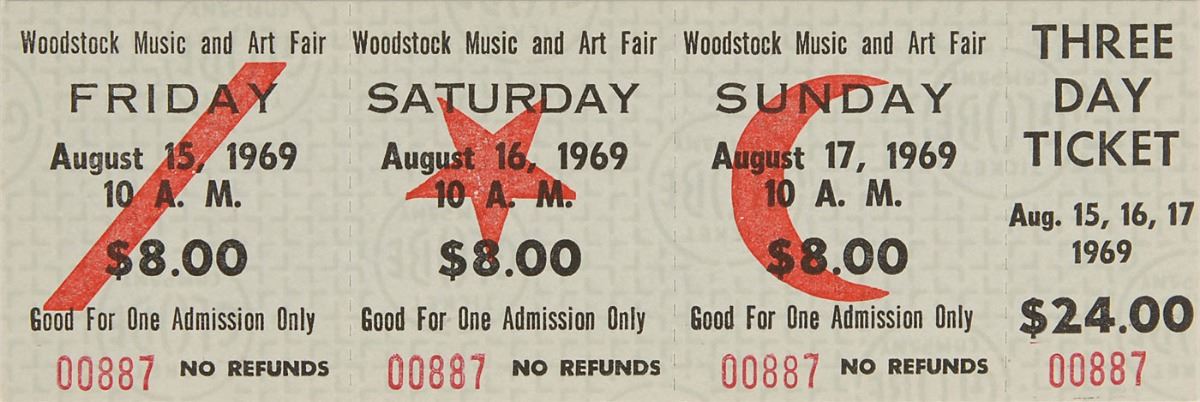 Woodstock Music and Art Fair
FRIDAY
August 15, 1969
10 A. M.
$8.00
Good For One Admission Only
00887 NO REFUNDS
Woodstock Music and Art Fair
SATURDAY
August 16, 1969
10 A. M.
$8.00
Good For One Admission Only
00887 NO REFUNDS
Woodstock Music and Art Fair
SUNDAY
August 17, 1969
10 A. M.
$8.00
Good For One Admission Only
00887 NO REFUNDS
THREE
DAY
TICKET
Aug. 15, 16, 17
1969
$24.00
00887